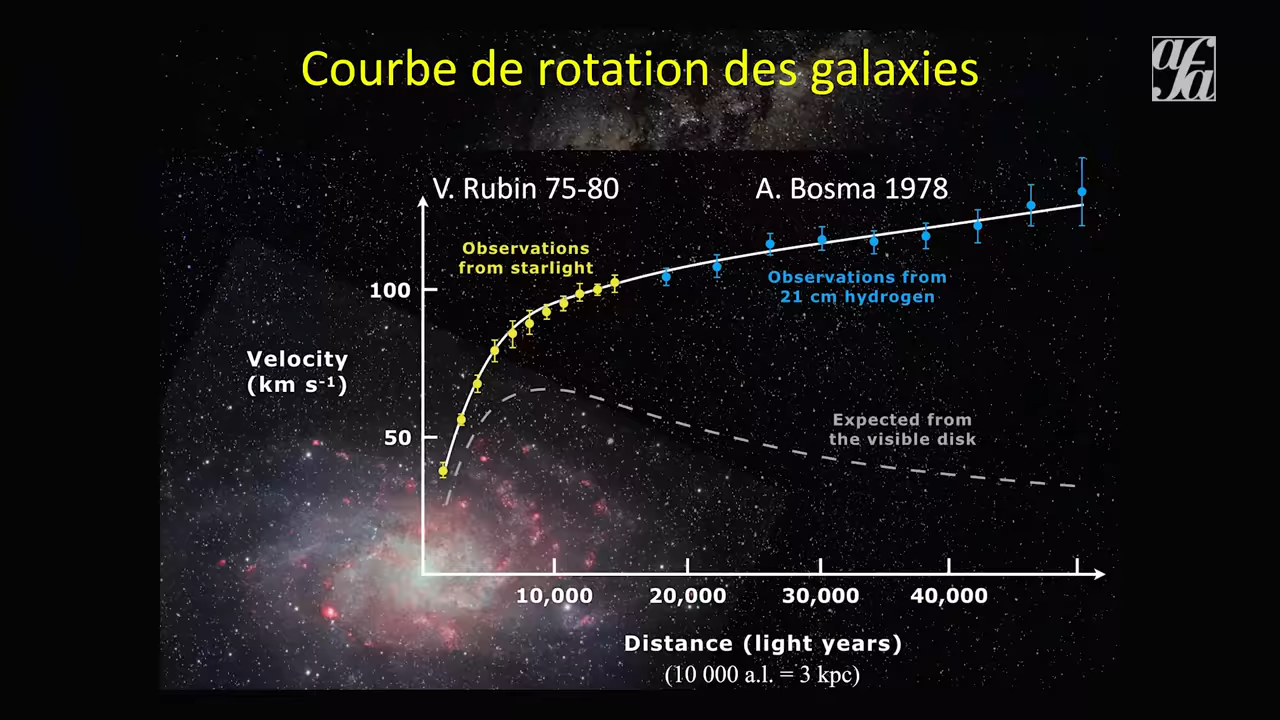 Courbe de rotation des galaxies
afa
V. Rubin 75-80
A. Bosma 1978
Observations
from starlight
Observations from
21 cm hydrogen
100
Velocity
(km s-1)
50
Expected from
the visible disk
10,000
20,000
30,000
40,000
Distance (light years)
(10 000 a.l. = 3 kpc)